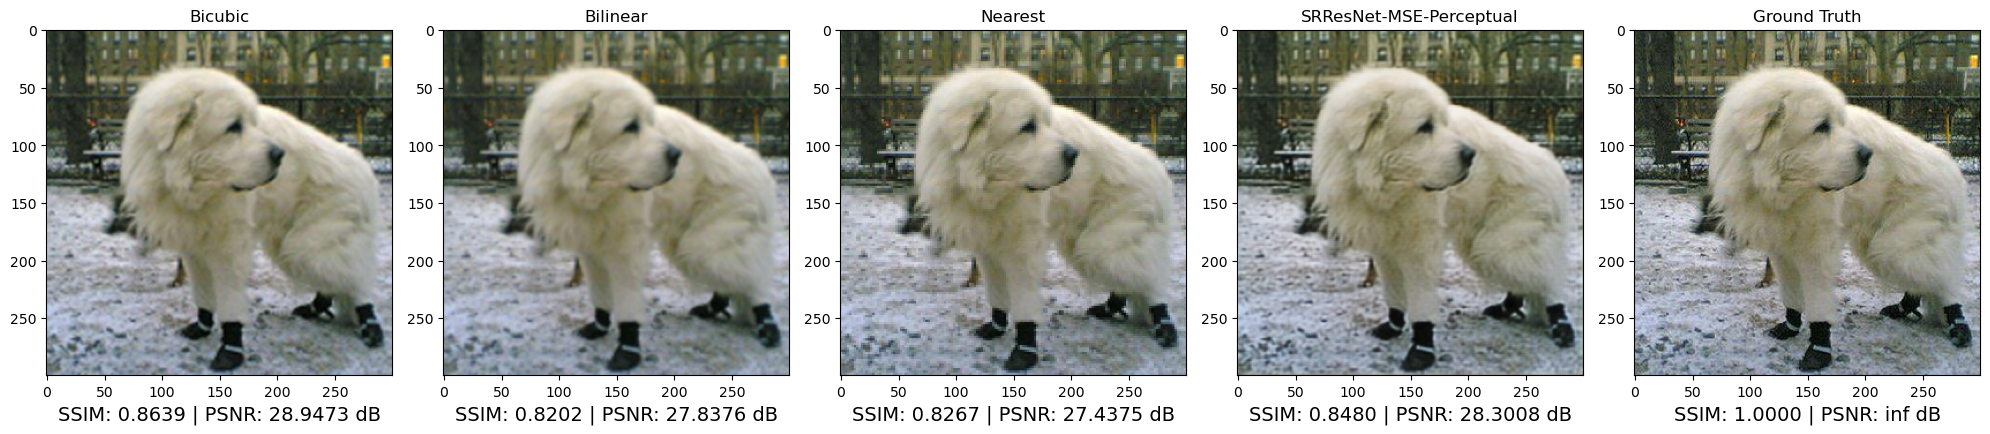 Bicubic
Bilinear
Nearest
SRResNet-MSE-Perceptual
Ground Truth
0
50
100
150
200
250
0 50 100 150 200 250
SSIM: 0.8639 | PSNR: 28.9473 dB
0
50
100
150
200
250
0 50 100 150 200 250
SSIM: 0.8202 | PSNR: 27.8376 dB
0
50
100
150
200
250
0 50 100 150 200 250
SSIM: 0.8267 | PSNR: 27.4375 dB
0
50
100
150
200
250
0 50 100 150 200 250
SSIM: 0.8480 | PSNR: 28.3008 dB
0
50
100
150
200
250
0 50 100 150 200 250
SSIM: 1.0000 | PSNR: inf dB